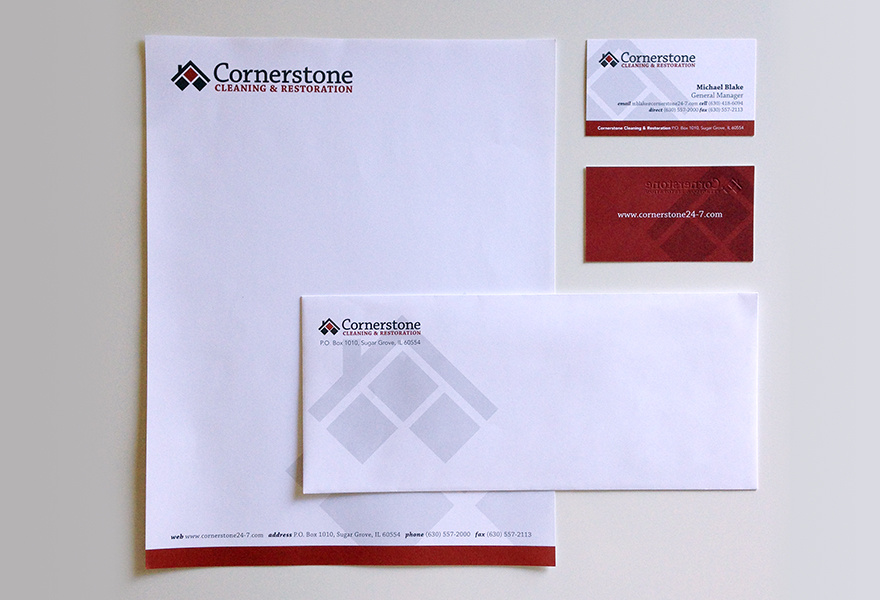 Cornerstone
CLEANING & RESTORATION
web www.cornerstone24-7.com address P.O. Box 1010, Sugar Grove, IL 60554 phone (630) 557-2000 fax (630) 557-2113
Cornerstone
CLEANING & RESTORATION
P.O. Box 1010, Sugar Grove, IL 60554
Cornerstone
CLEANING & RESTORATION
Michael Blake
General Manager
email mblake@cornerstone24-7.com cell (630) 418-6094
direct (630) 557-2000 fax (630) 557-2113
Cornerstone Cleaning & Restoration P.O. Box 1010, Sugar Grove, IL 60554
Cornerstone
www.cornerstone24-7.com